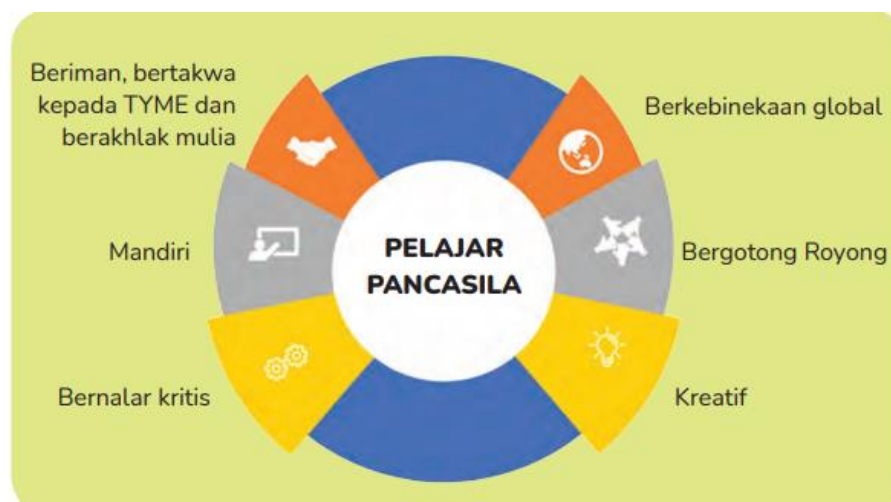 Beriman, bertakwa
kepada TYME dan
berakhlak mulia
Mandiri
Bernalar kritis
PELAJAR
PANCASILA
Berkebinekaan global
Bergotong Royong
Kreatif